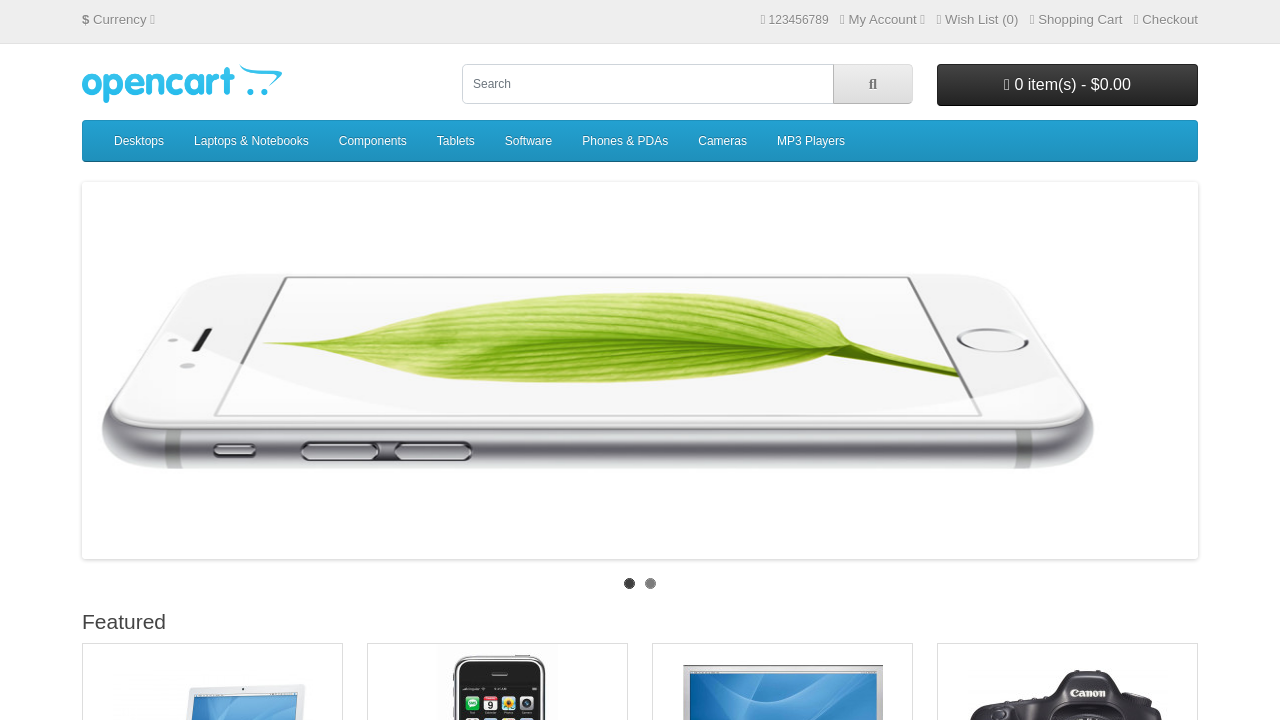 $ Currency
123456789 My Account Wish List (0) Shopping Cart Checkout
opencart
Search
0 item(s) - $0.00
Desktops Laptops & Notebooks Components Tablets Software Phones & PDAs Cameras MP3 Players
Featured
Canon